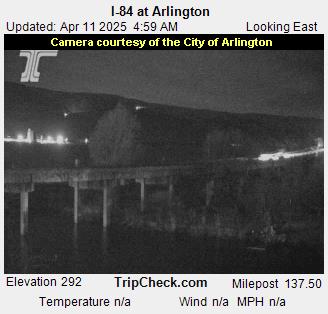 I-84 at Arlington
Updated: Apr 11 2025 4:59 AM Looking East
Camera courtesy of the City of Arlington
Elevation 292 TripCheck.com Milepost 137.50
Temperature n/a Wind n/a MPH n/a